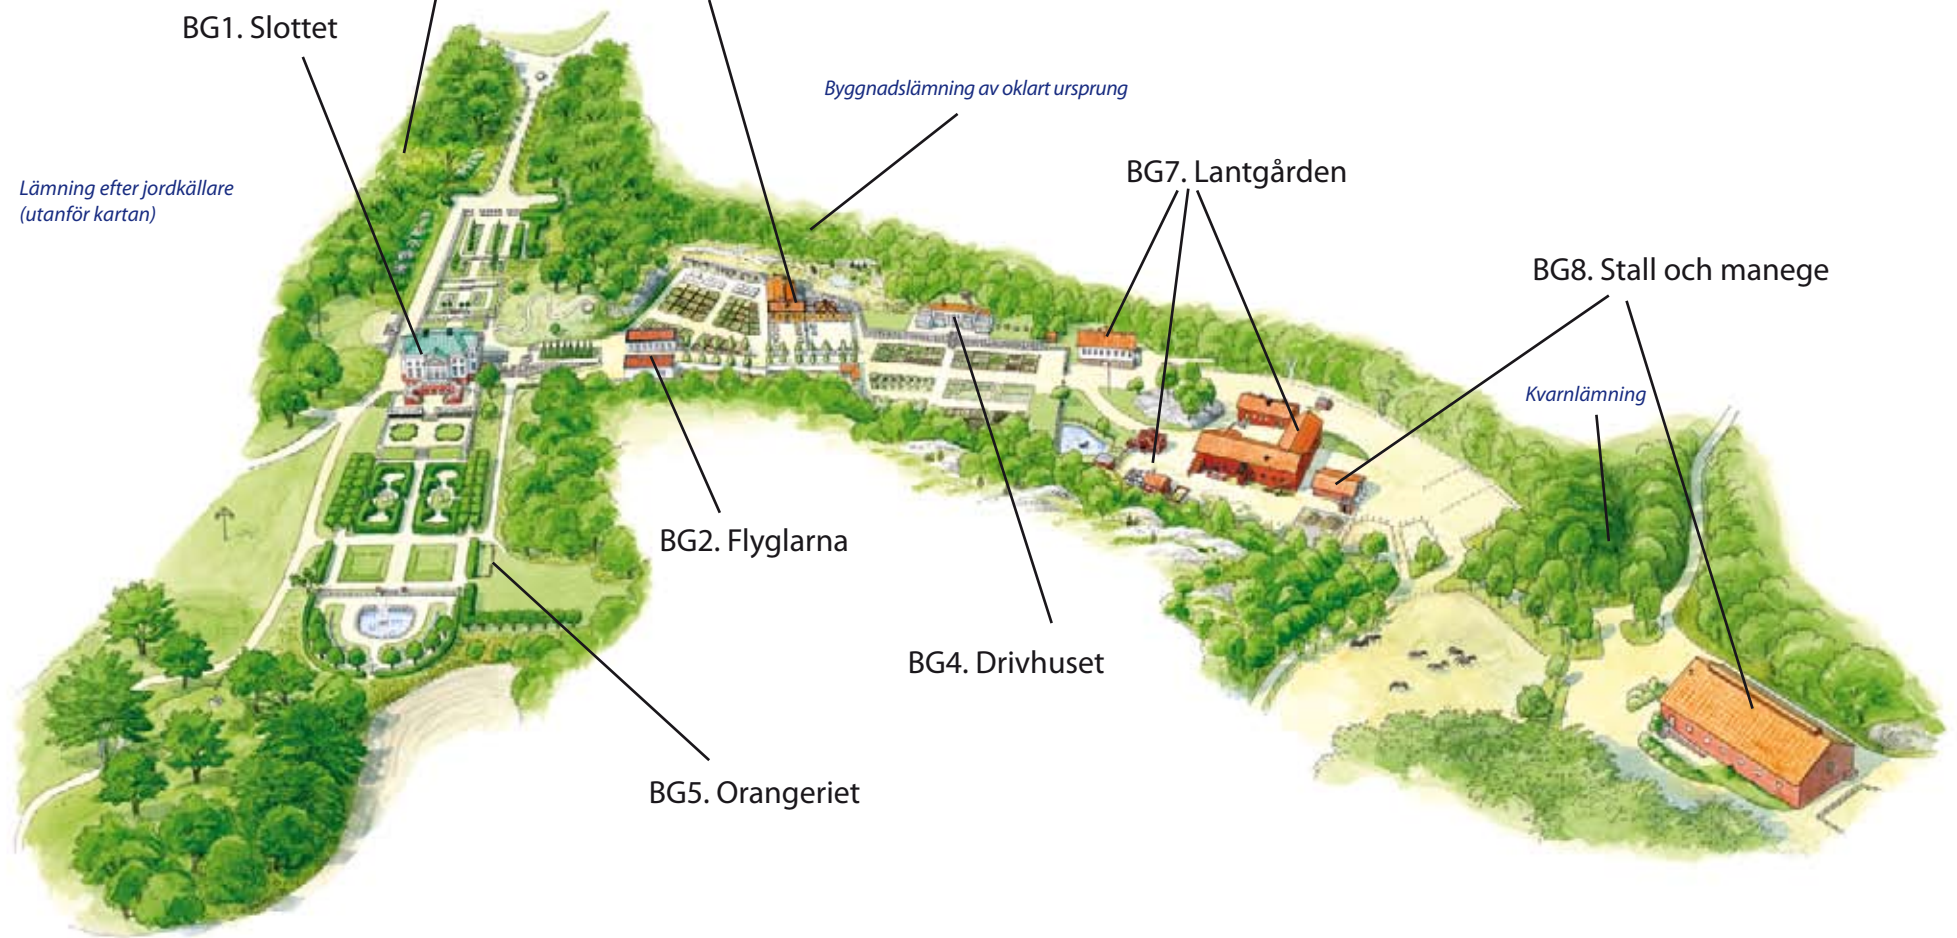 BG1. Slottet
Byggnadslämning av oklart ursprung
BG7. Lantgården
Lämning efter jordkällare
(utanför kartan)
BG8. Stall och manege
Kvarnlämning
BG2. Flyglarna
BG4. Drivhuset
BG5. Orangeriet